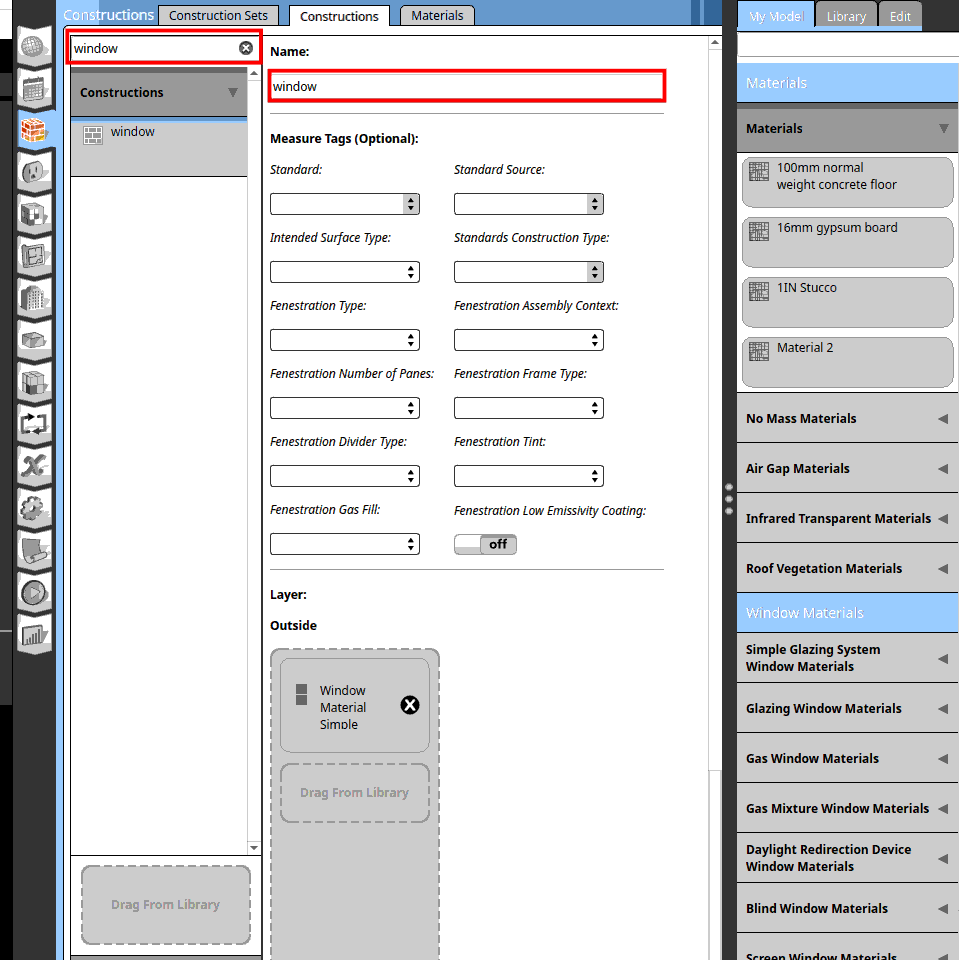 Constructions
Construction Sets
Constructions
Materials
My Model
Library
Edit
window
Constructions
window
Drag From Library
Name:
window
Measure Tags (Optional):
Standard:
Standard Source:
Intended Surface Type:
Standards Construction Type:
Fenestration Type:
Fenestration Assembly Context:
Fenestration Number of Panes:
Fenestration Frame Type:
Fenestration Divider Type:
Fenestration Tint:
Fenestration Gas Fill:
Fenestration Low Emissivity Coating:
off
Layer:
Outside
Window
Material
Simple
Drag From Library
Materials
Materials
100mm normal
weight concrete floor
16mm gypsum board
1IN Stucco
Material 2
No Mass Materials
Air Gap Materials
Infrared Transparent Materials
Roof Vegetation Materials
Window Materials
Simple Glazing System
Window Materials
Glazing Window Materials
Gas Window Materials
Gas Mixture Window Materials
Daylight Redirection Device
Window Materials
Blind Window Materials
Screen Window Materials